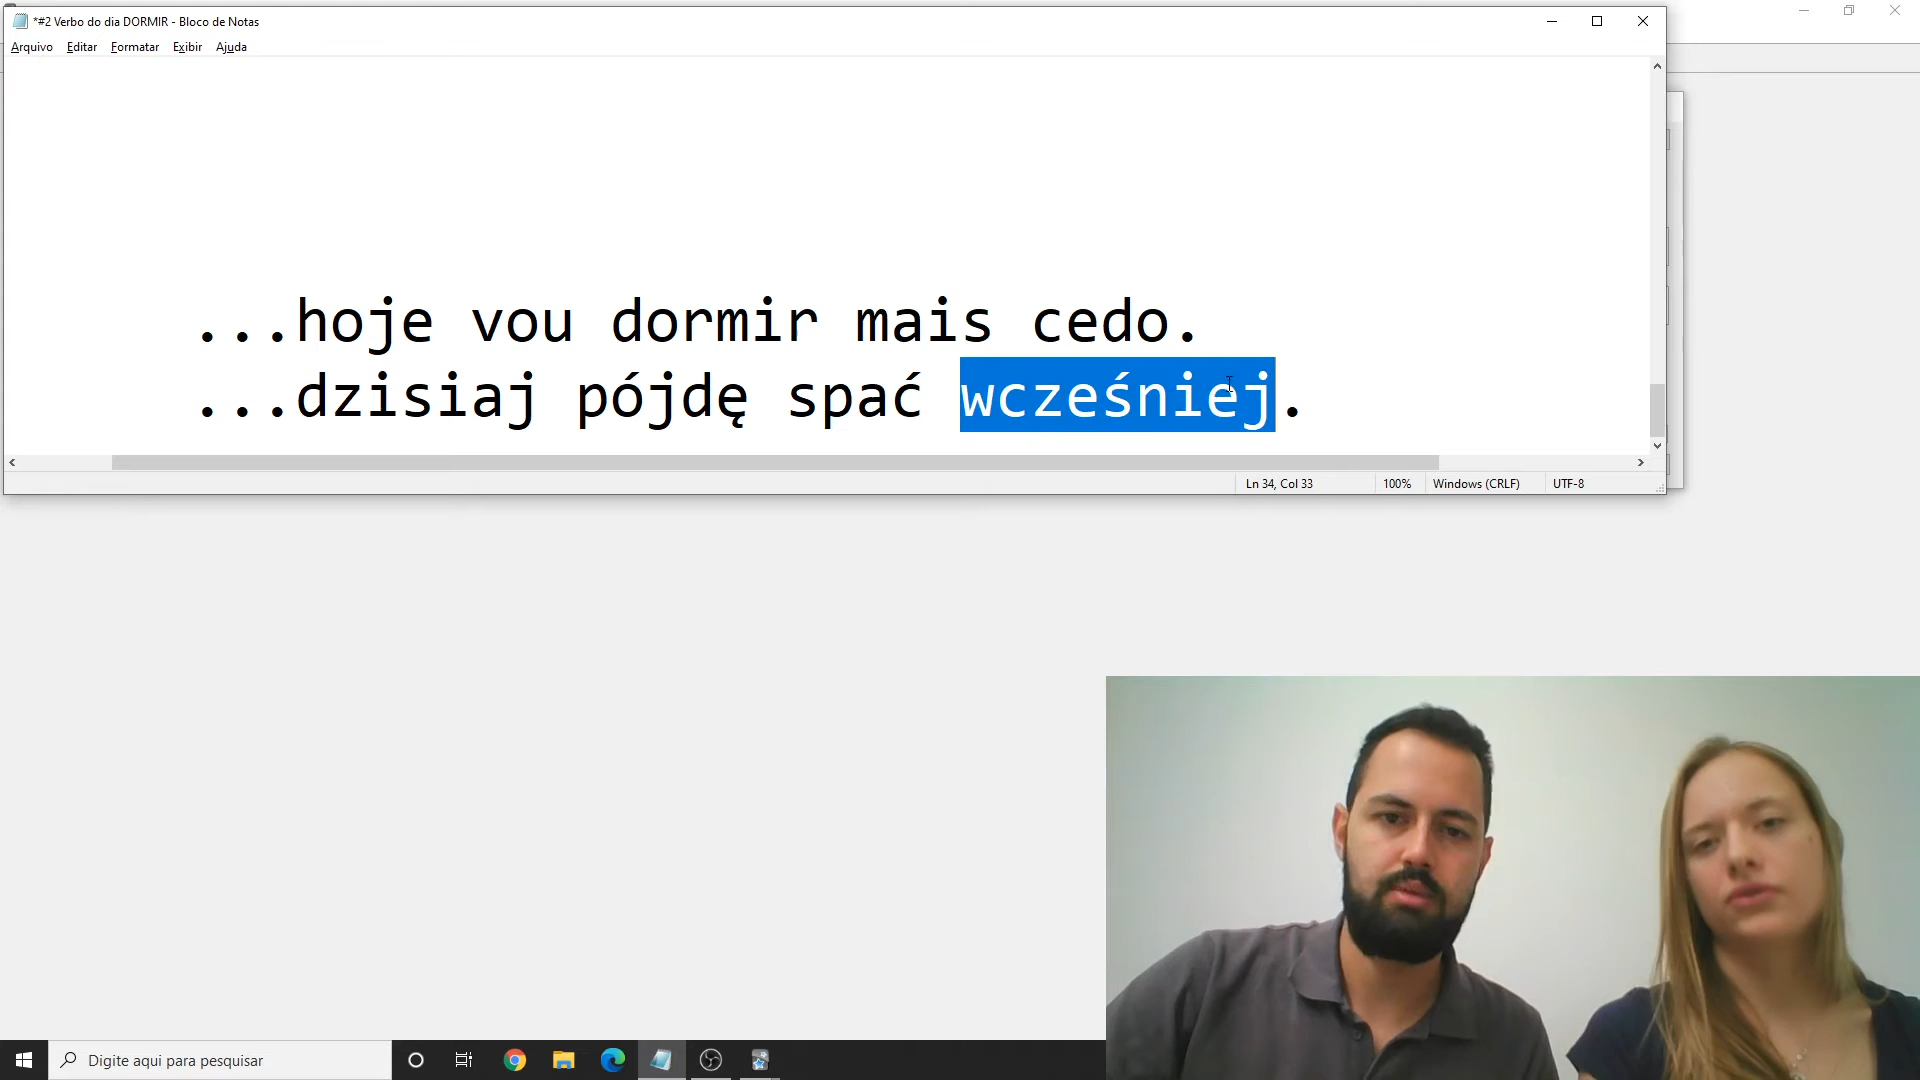 *#2 Verbo do dia DORMIR - Bloco de Notas
Arquivo Editar Formatar Exibir Ajuda
...hoje vou dormir mais cedo.
...dzisiaj pójdę spać wcześniej.
Ln 34, Col 33 100% Windows (CRLF) UTF-8
Digite aqui para pesquisar